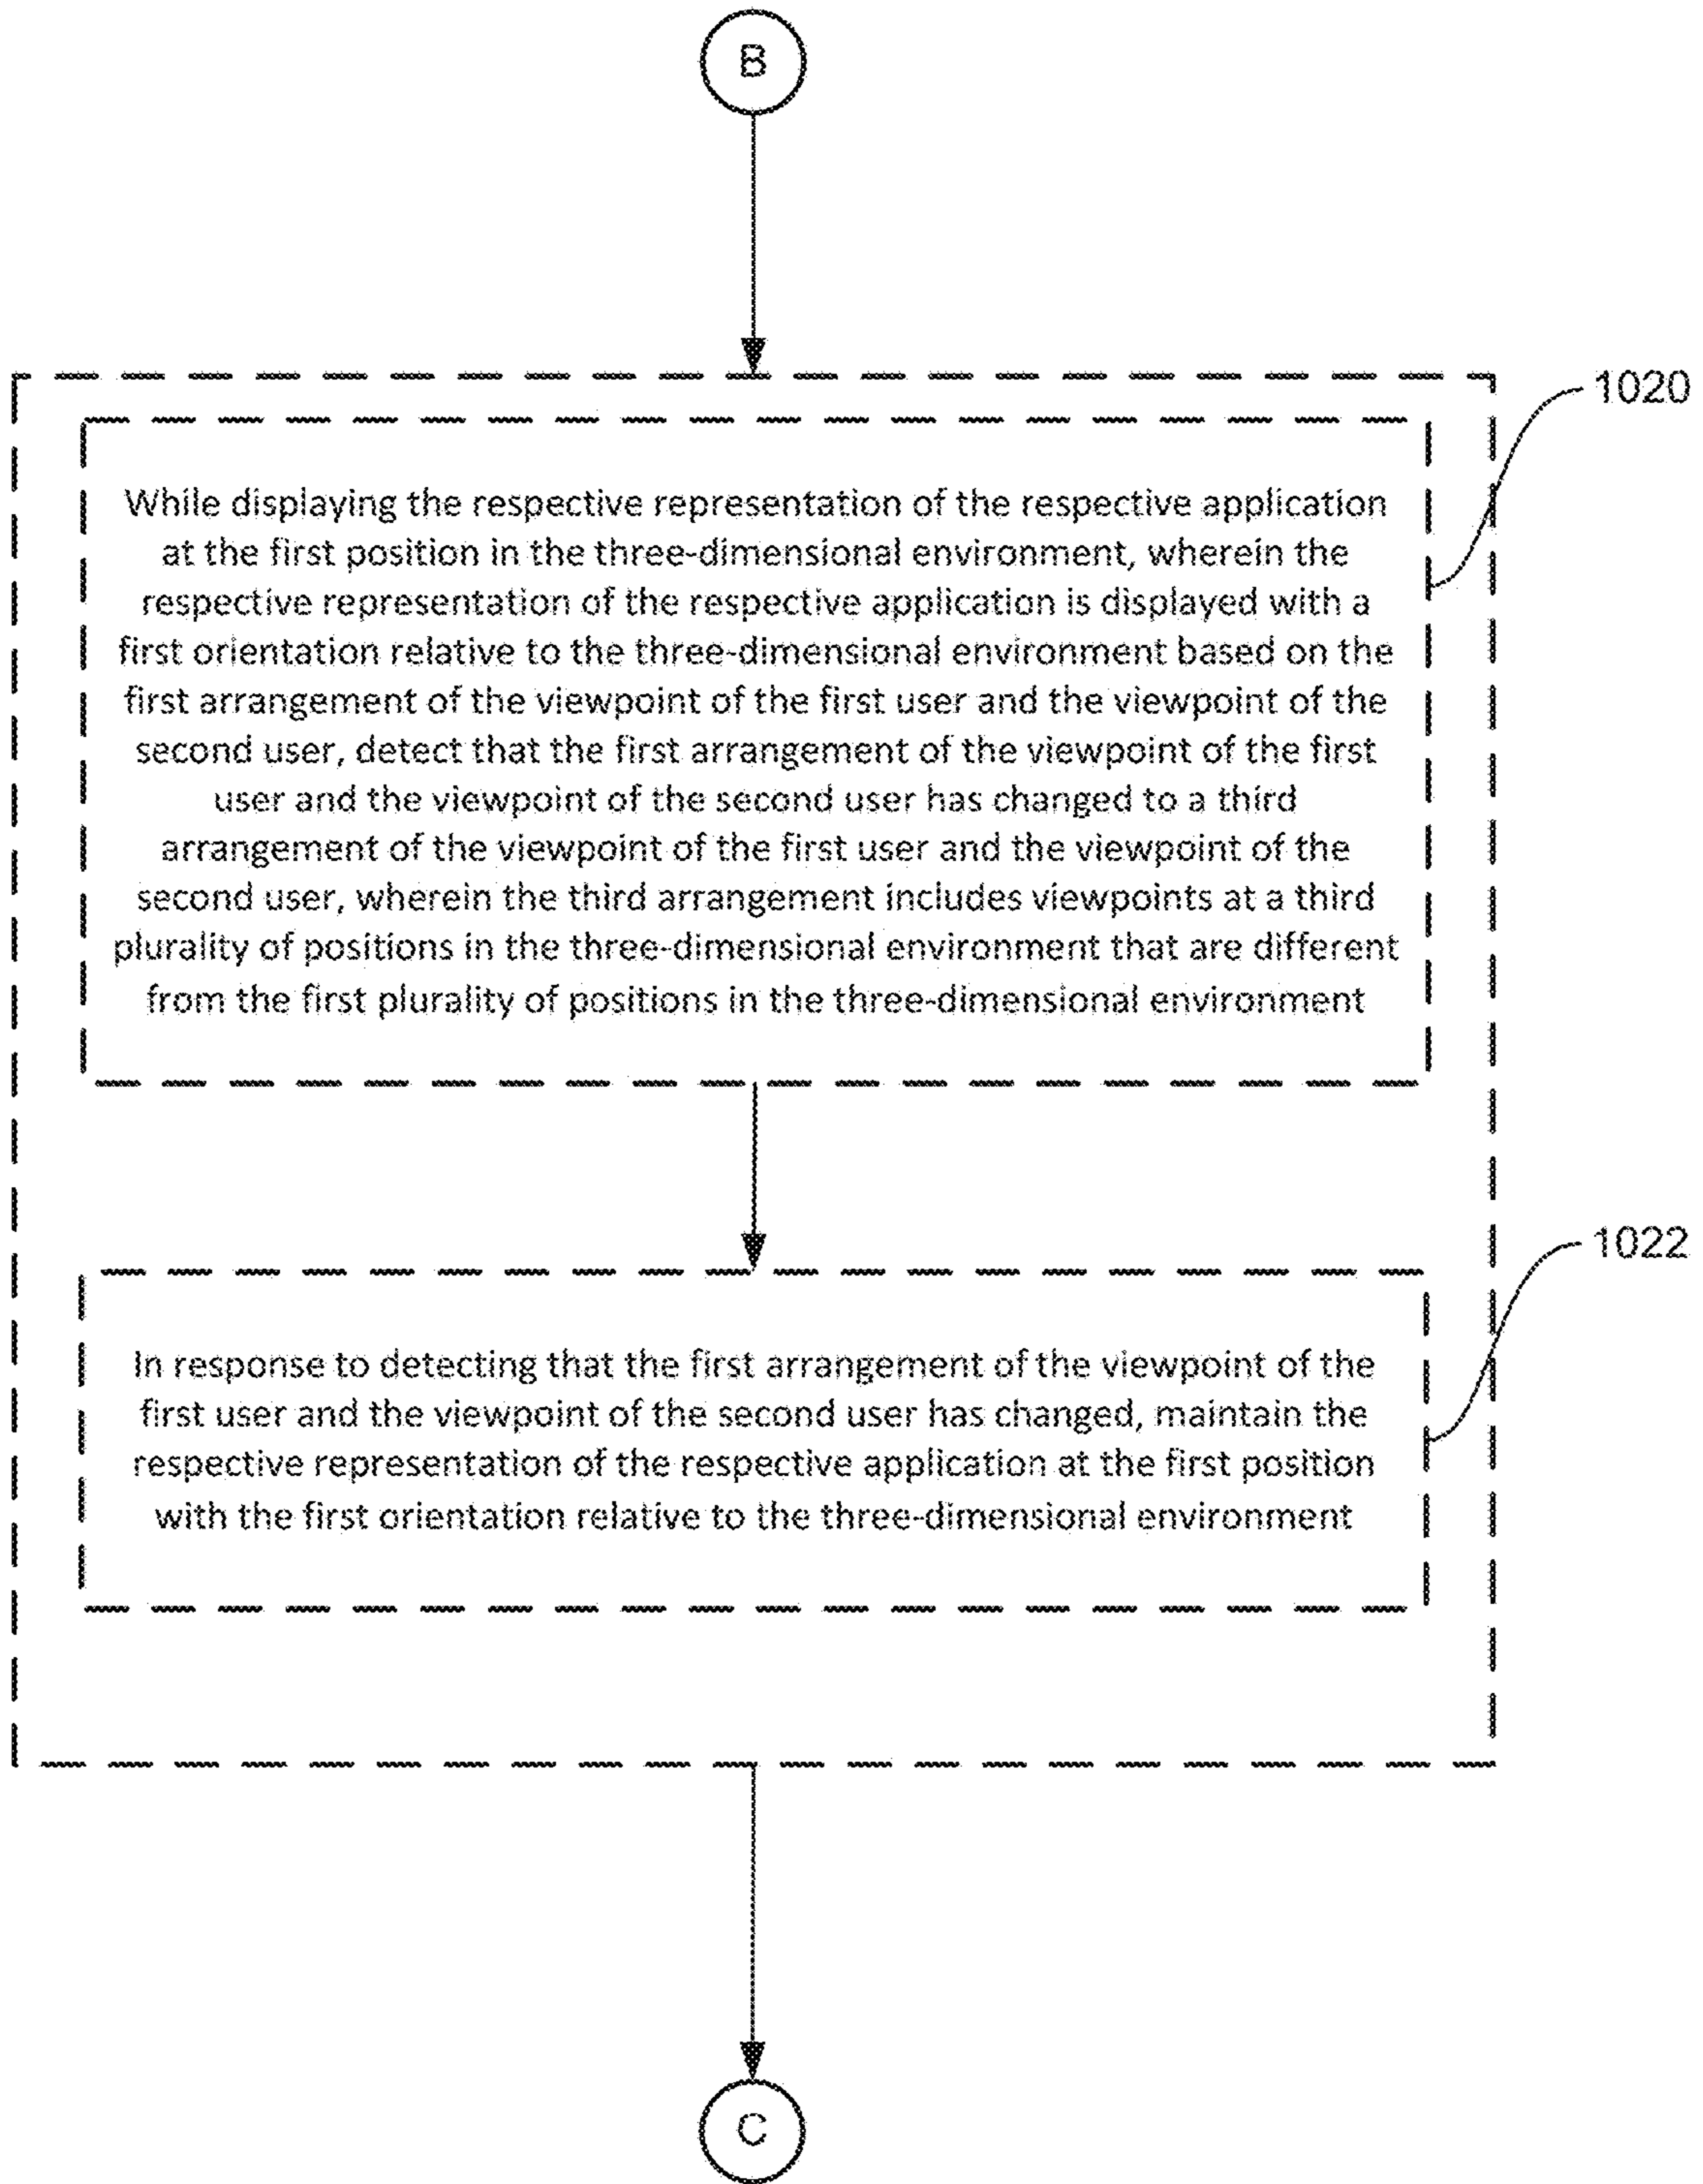 B
1020
While displaying the respective representation of the respective application
at the first position in the three-dimensional environment, wherein the
respective representation of the respective application is displayed with a
first orientation relative to the three-dimensional environment based on the
first arrangement of the viewpoint of the first user and the viewpoint of the
second user, detect that the first arrangement of the viewpoint of the first
user and the viewpoint of the second user has changed to a third
arrangement of the viewpoint of the first user and the viewpoint of the
second user, wherein the third arrangement includes viewpoints at a third
plurality of positions in the three-dimensional environment that are different
from the first plurality of positions in the three-dimensional environment
1022
In response to detecting that the first arrangement of the viewpoint of the
first user and the viewpoint of the second user has changed, maintain the
respective representation of the respective application at the first position
with the first orientation relative to the three-dimensional environment
C